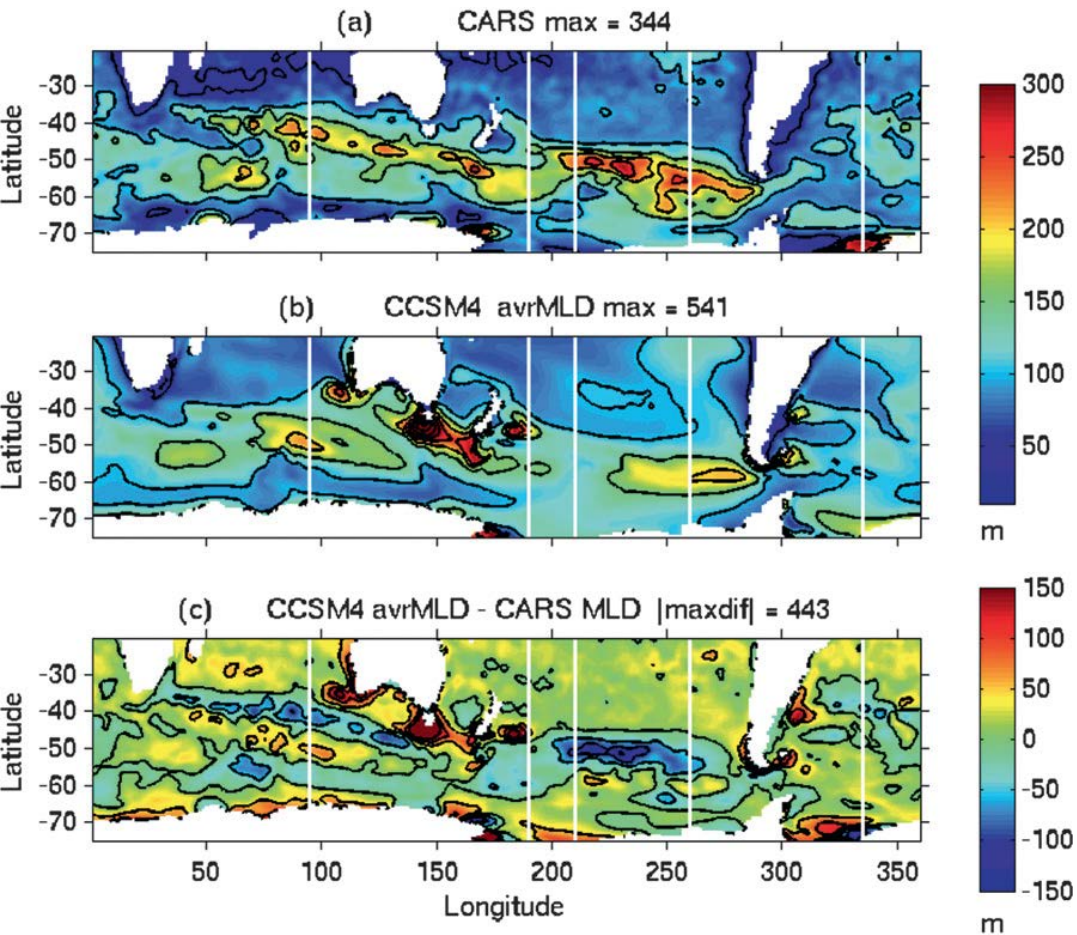 (a) CARS max = 344
Latitude
-30
-40
-50
-60
-70
300
250
200
150
100
50
m
(b) CCSM4 avrMLD max = 541
Latitude
-30
-40
-50
-60
-70
(c) CCSM4 avrMLD - CARS MLD |maxdif| = 443
Latitude
-30
-40
-50
-60
-70
50 100 150 200 250 300 350
Longitude
150
100
50
0
-50
-100
-150
m